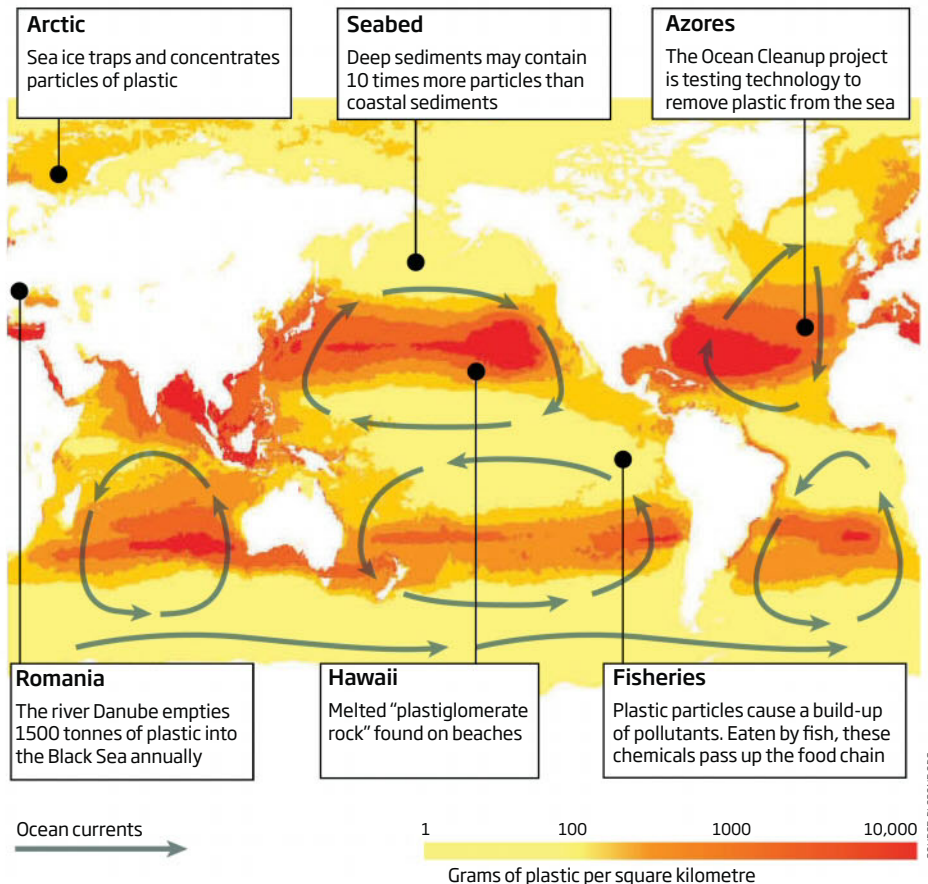 Arctic
Sea ice traps and concentrates
particles of plastic
Seabed
Deep sediments may contain
10 times more particles than
coastal sediments
Azores
The Ocean Cleanup project
is testing technology to
remove plastic from the sea
Romania
The river Danube empties
1500 tonnes of plastic into
the Black Sea annually
Hawaii
Melted “plastiglomerate
rock” found on beaches
Fisheries
Plastic particles cause a build-up
of pollutants. Eaten by fish, these
chemicals pass up the food chain
Ocean currents
1 100 1000 10,000
Grams of plastic per square kilometre